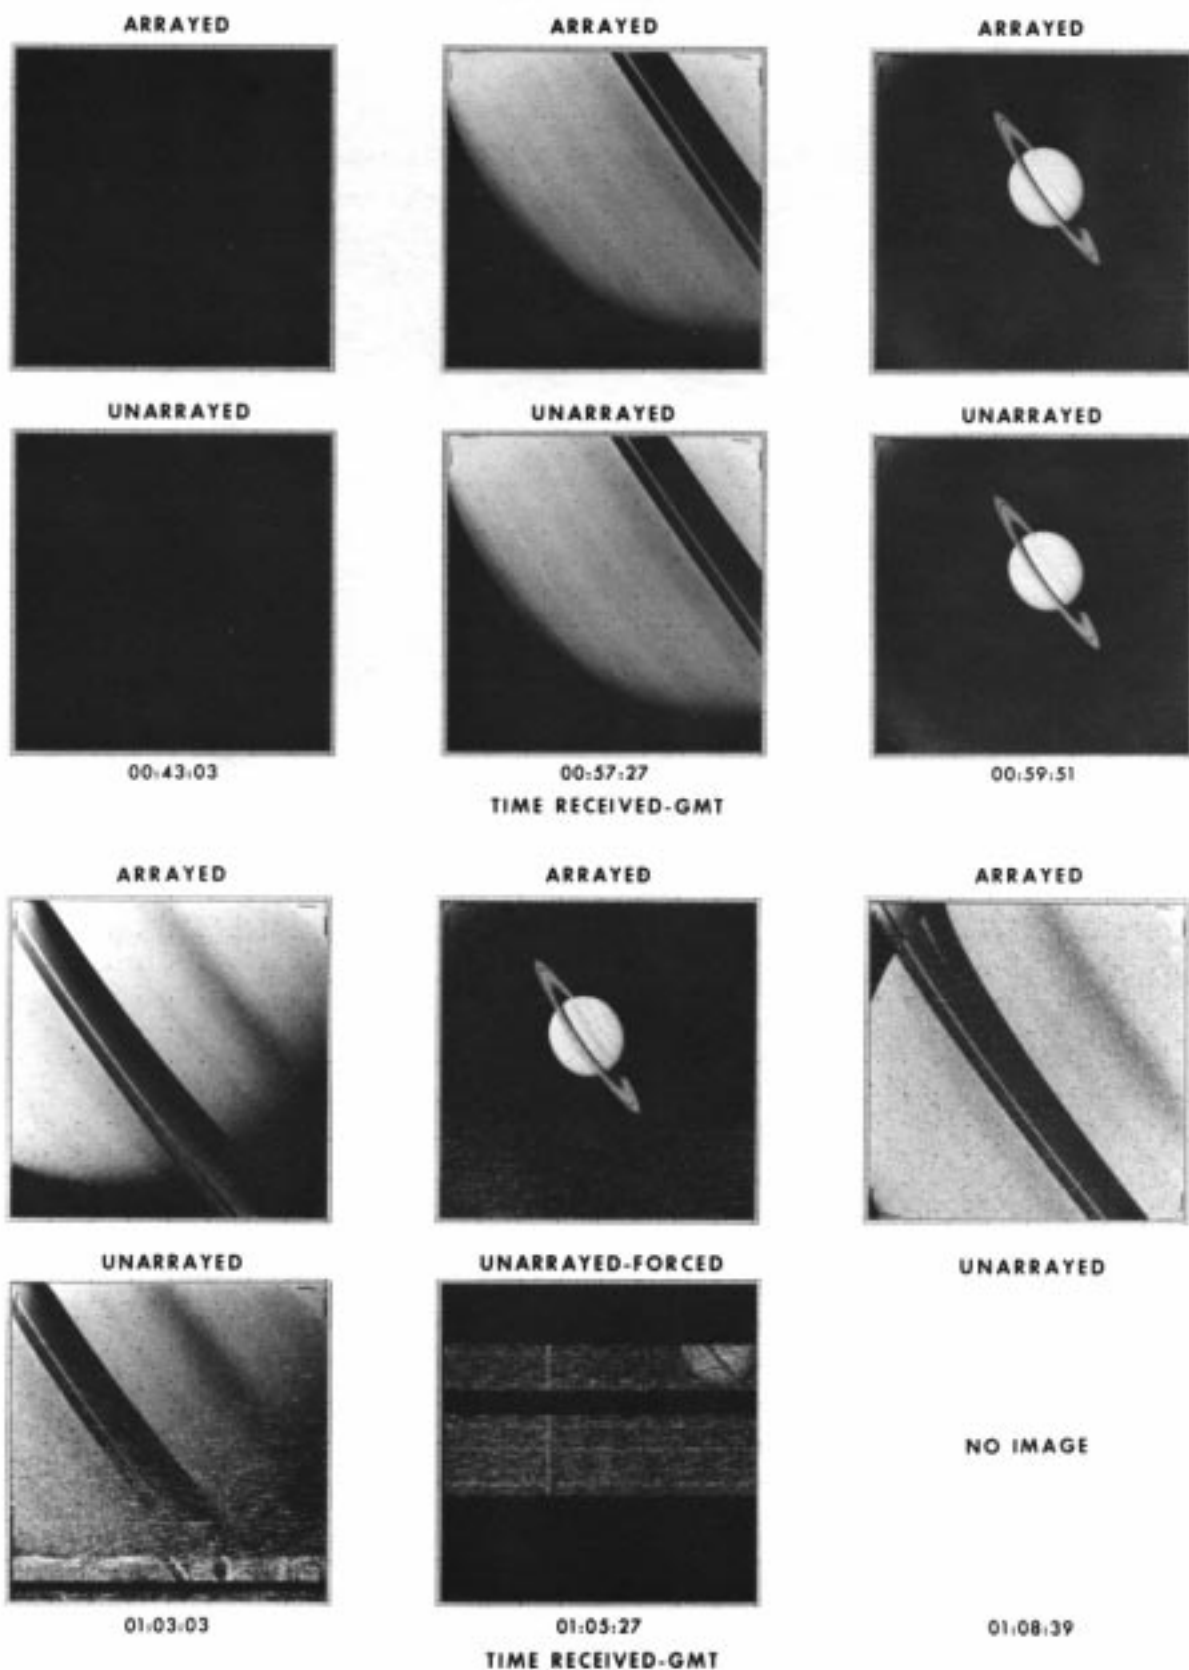 ARRAYED ARRAYED ARRAYED
UNARRAYED UNARRAYED UNARRAYED
00:43:03 00:57:27 00:59:51
TIME RECEIVED-GMT
ARRAYED ARRAYED ARRAYED
UNARRAYED UNARRAYED-FORCED UNARRAYED
NO IMAGE
01:03:03 01:05:27 01:08:39
TIME RECEIVED-GMT